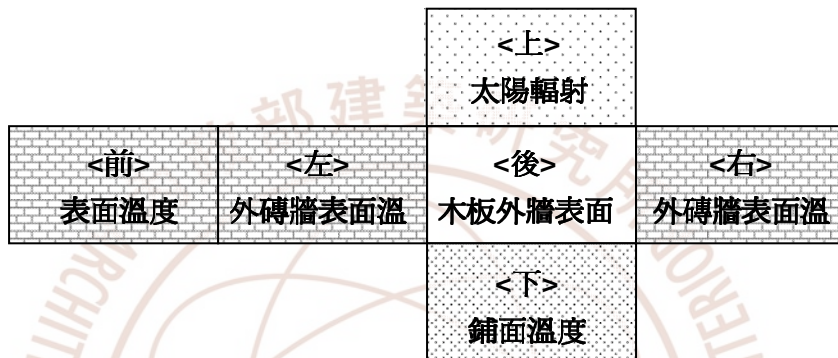 <上>
太陽輻射
<前>
表面溫度
<左>
外磚牆表面溫
<後>
木板外牆表面
<右>
外磚牆表面溫
<下>
鋪面溫度